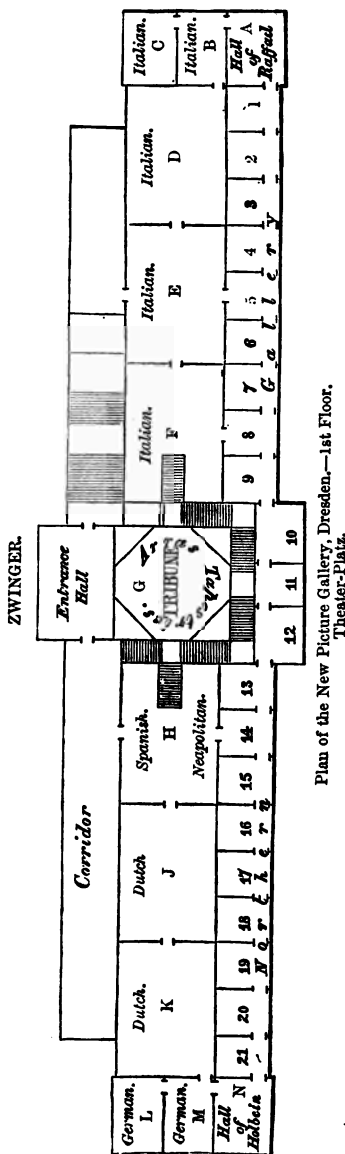 ZWINGER.
Entrance
Hall
Corridor
German.
L
German.
M
Hall
of
Holbein
N
Dutch.
K
Dutch
J
Spanish.
H
Neapolitan.
G
TRIBUNE
Italian.
F
Italian.
E
Italian.
D
Italian
C
Italian
B
Hall
of
Raffael
A
21 20 19 18 17 16 15 14 13 12 11 10 9 8 7 6 5 4 3 2 1
Northern
Gallery
Plan of the New Picture Gallery, Dresden.—1st Floor.
Theater-Platz.